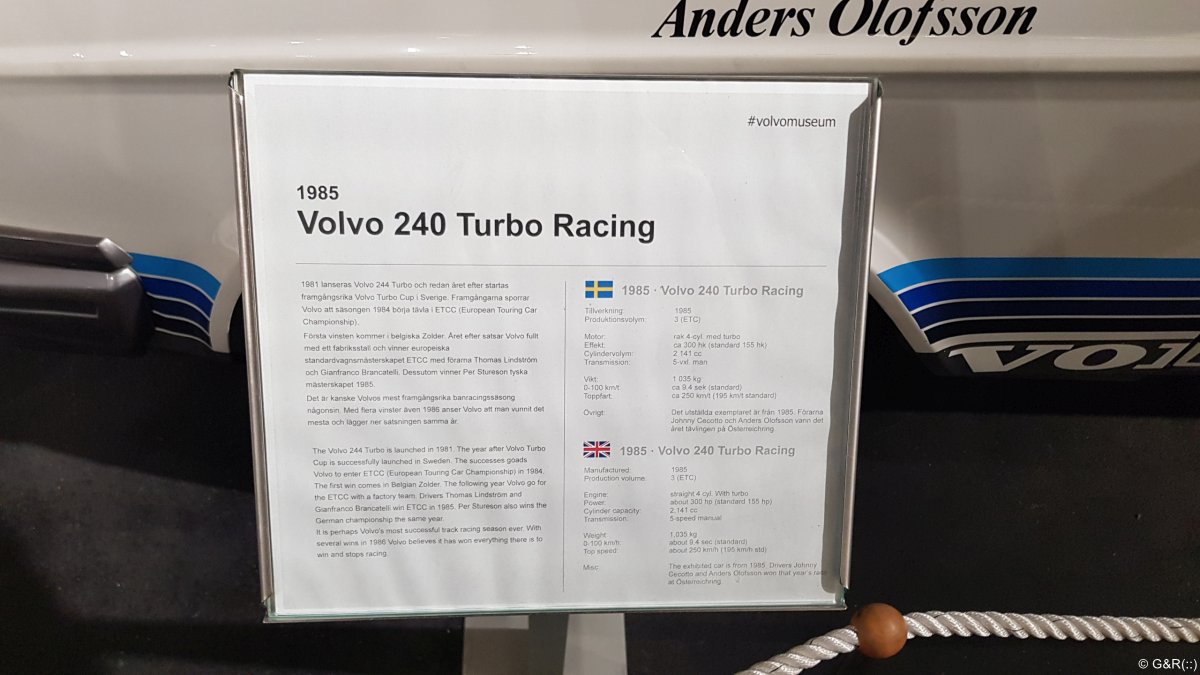 Anders Olofsson
#volvomuseum
1985
Volvo 240 Turbo Racing
1981 lanseras Volvo 244 Turbo och redan året efter startas
framgångsrika Volvo Turbo Cup i Sverige. Framgångarna sporrar
Volvo att säsongen 1984 börja tävla i ETCC (European Touring Car
Championship).
Första vinsten kommer i belgiska Zolder. Året efter satsar Volvo fullt
med ett fabriksstall och vinner europeiska
standardvagnsmästerskapet ETCC med förarna Thomas Lindström
och Gianfranco Brancatelli. Dessutom vinner Per Stureson tyska
mästerskapet 1985.
Det är kanske Volvos mest framgångsrika banracingssäsong
någonsin. Med flera vinster även 1986 anser Volvo att man vunnit det
mesta och lägger ner satsningen samma år.
The Volvo 244 Turbo is launched in 1981. The year after Volvo Turbo
Cup is successfully launched in Sweden. The successes goads
Volvo to enter ETCC (European Touring Car Championship) in 1984.
The first win comes in Belgian Zolder. The following year Volvo go for
the ETCC with a factory team. Drivers Thomas Lindström and
Gianfranco Brancatelli win ETCC in 1985. Per Stureson also wins the
German championship the same year.
It is perhaps Volvo's most successful track racing season ever. With
several wins in 1986 Volvo believes it has won everything there is to
win and stops racing.
1985 · Volvo 240 Turbo Racing
Tillverkning: 1985
Produktionsvolym: 3 (ETC)
Motor: rak 4-cyl. med turbo
Effekt: ca 300 hk (standard 155 hk)
Cylindervolym: 2.141 cc
Transmission: 5-vxl. man
Vikt: 1 035 kg
0-100 km/t: ca 9.4 sek (standard)
Toppfart: ca 250 km/t (195 km/t standard)
Övrigt: Det utställda exemplaret är från 1985. Förarna
Johnny Cecotto och Anders Olofsson vann det
året tävlingen på Österreichring.
1985 · Volvo 240 Turbo Racing
Manufactured: 1985
Production volume: 3 (ETC)
Engine: straight 4 cyl. With turbo
Power: about 300 hp (standard 155 hp)
Cylinder capacity: 2,141 cc
Transmission: 5-speed manual
Weight 1,035 kg
0-100 km/h: about 9.4 sec (standard)
Top speed: about 250 km/h (195 km/h std)
Misc The exhibited car is from 1985. Drivers Johnny
Cecotto and Anders Olofsson won that year's race
at Österreichring.
© G&R(::)